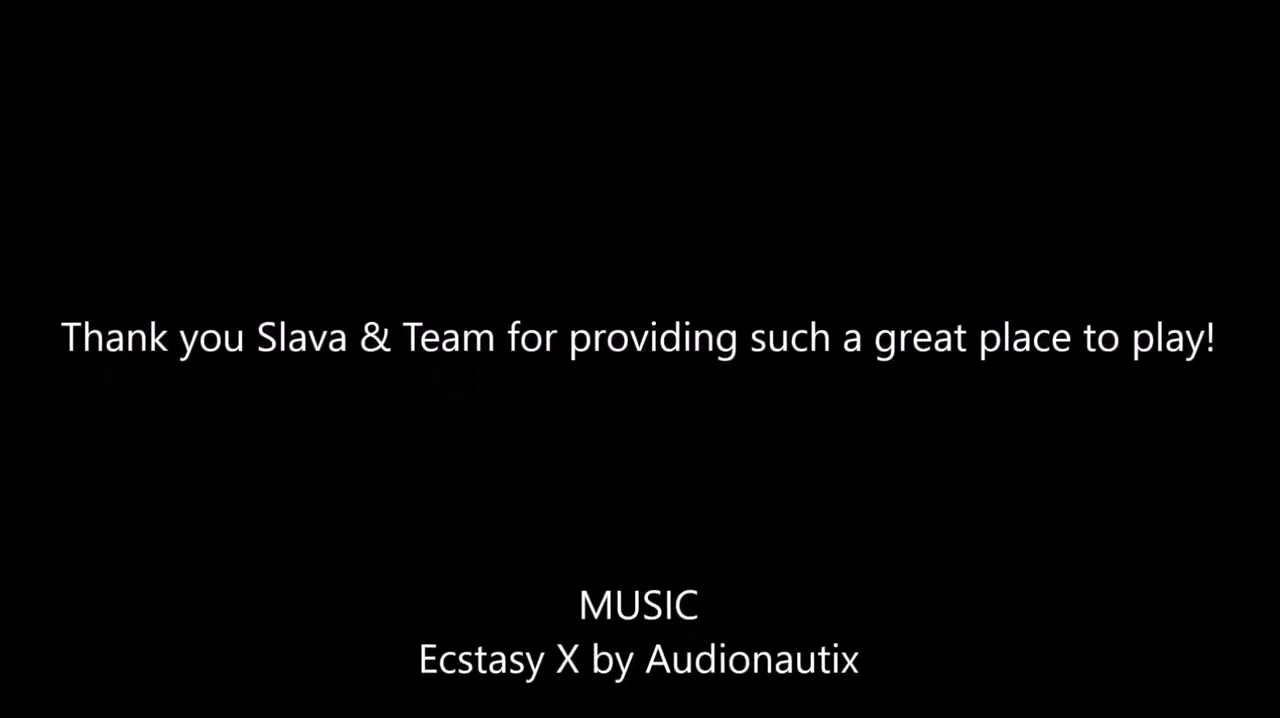 Thank you Slava & Team for providing such a great place to play!
MUSIC
Ecstasy X by Audionautix